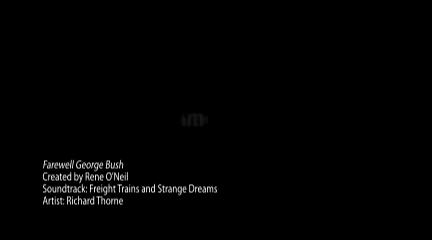 Farewell George Bush
Created by Rene O'Neil
Soundtrack: Freight Trains and Strange Dreams
Artist: Richard Thorne